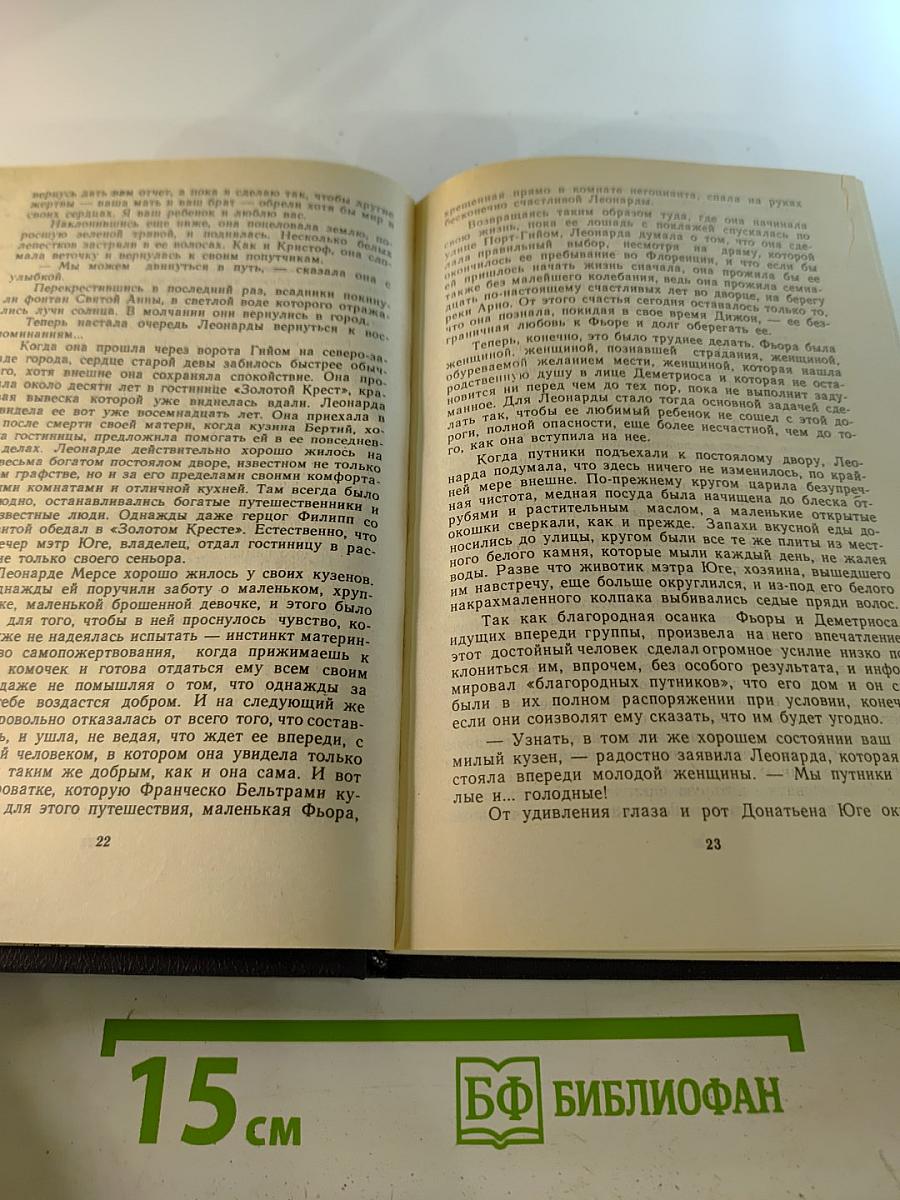 вернусь дать вам отчет, а пока я сделаю так, чтобы другие
жертвы — ваша мать и ваш брат — обрели хотя бы мир в
своих сердцах. Я ваш ребенок и люблю вас.
Наклонившись еще ниже, она поцеловала землю, по-
росшую зеленой травой, и поднялась. Несколько белых
лепестков застряли в ее волосах. Как и Кристоф, она сло-
мала веточку и вернулась к своим попутчикам.
— Мы можем двинуться в путь, — сказала она с
улыбкой.
Перекрестившись в последний раз, всадники покину-
ли фонтан Святой Анны, в светлой воде которого отража-
лись лучи солнца. В молчании они вернулись в город.
Теперь настала очередь Леонарды вернуться к вос-
поминаниям...
Когда она прошла через ворота Гийом на северо-за-
де города, сердце старой девы забилось быстрее обыч-
го, хотя внешне она сохраняла спокойствие. Она про-
ла около десяти лет в гостинице «Золотой Крест», кра-
вая вывеска которой уже виднелась вдали. Леонарда
видела ее вот уже восемнадцать лет. Она приехала в
после смерти своей матери, когда кузина Бертий, хо-
а гостиницы, предложила помогать ей в ее повседнев-
делах. Леонарде действительно хорошо жилось на
весьма богатом постоялом дворе, известном не только
м графстве, но и за его пределами своими комфорта-
ми комнатами и отличной кухней. Там всегда было
юдно, останавливались богатые путешественники и
звестные люди. Однажды даже герцог Филипп со
итой обедал в «Золотом Кресте». Естественно, что
ечер мэтр Юге, владелец, отдал гостиницу в рас-
не только своего сеньора.
Леонарде Мерсе хорошо жилось у своих кузенов.
днажды ей поручили заботу о маленьком, хруп-
ке, маленькой брошенной девочке, и этого было
для того, чтобы в ней проснулось чувство, ко-
же не надеялась испытать — инстинкт материн-
во самопожертвования, когда прижимаешь к
комочек и готова отдаться ему всем своим
даже не помышляя о том, что однажды за
тебе воздастся добром. И на следующий же
ровольно отказалась от всего того, что состав-
ь, и ушла, не ведая, что ждет ее впереди, с
й человеком, в котором она увидела только
таким же добрым, как и она сама. И вот
роватке, которую Франческо Бельтрами ку-
для этого путешествия, маленькая Фьора,
22
крещенная прямо в комнате негоцианта, спала на руках
бесконечно счастливой Леонарды.
Возвращаясь таким образом туда, где она начинала
свою жизнь, пока ее лошадь с поклажей спускалась по
улице Порт-Гийом, Леонарда думала о том, что она сде-
лала правильный выбор, несмотря на драму, которой
окончилось ее пребывание во Флоренции, и что если бы
ей пришлось начать жизнь сначала, она прожила бы ее
также без малейшего колебания, ведь она прожила семна-
дцать по-настоящему счастливых лет во дворце, на берегу
реки Арно. От этого счастья сегодня оставалось только то,
что она познала, покидая в свое время Дижон, — ее без-
граничная любовь к Фьоре и долг оберегать ее.
Теперь, конечно, это было труднее делать. Фьора была
женщиной, женщиной, познавшей страдания, женщиной,
обуреваемой желанием мести, женщиной, которая нашла
родственную душу в лице Деметриоса и которая не оста-
новится ни перед чем до тех пор, пока не выполнит заду-
манное. Для Леонарды стало тогда основной задачей сде-
лать так, чтобы ее любимый ребенок не сошел с этой до-
роги, полной опасности, еще более несчастной, чем до то-
го, как она вступила на нее.
Когда путники подъехали к постоялому двору, Лео-
нарда подумала, что здесь ничего не изменилось, по край-
ней мере внешне. По-прежнему кругом царила безупреч-
ная чистота, медная посуда была начищена до блеска от-
рубями и растительным маслом, а маленькие открытые
окошки сверкали, как и прежде. Запахи вкусной еды до-
носились до улицы, кругом были все те же плиты из мест-
ного белого камня, которые мыли каждый день, не жалея
воды. Разве что животик мэтра Юге, хозяина, вышедшего
им навстречу, еще больше округлился, и из-под его белого
накрахмаленного колпака выбивались седые пряди волос.
Так как благородная осанка Фьоры и Деметриоса
идущих впереди группы, произвела на него впечатление
этот достойный человек сделал огромное усилие низко по
клониться им, впрочем, без особого результата, и инфо
мировал «благородных путников», что его дом и он с
были в их полном распоряжении при условии, конеч
если они соизволят ему сказать, что им будет угодно.
— Узнать, в том ли же хорошем состоянии ваш
милый кузен, — радостно заявила Леонарда, которая
стояла впереди молодой женщины. — Мы путники
лые и... голодные!
От удивления глаза и рот Донатьена Юге ок
23
15 см
БФ БИБЛИОФАН